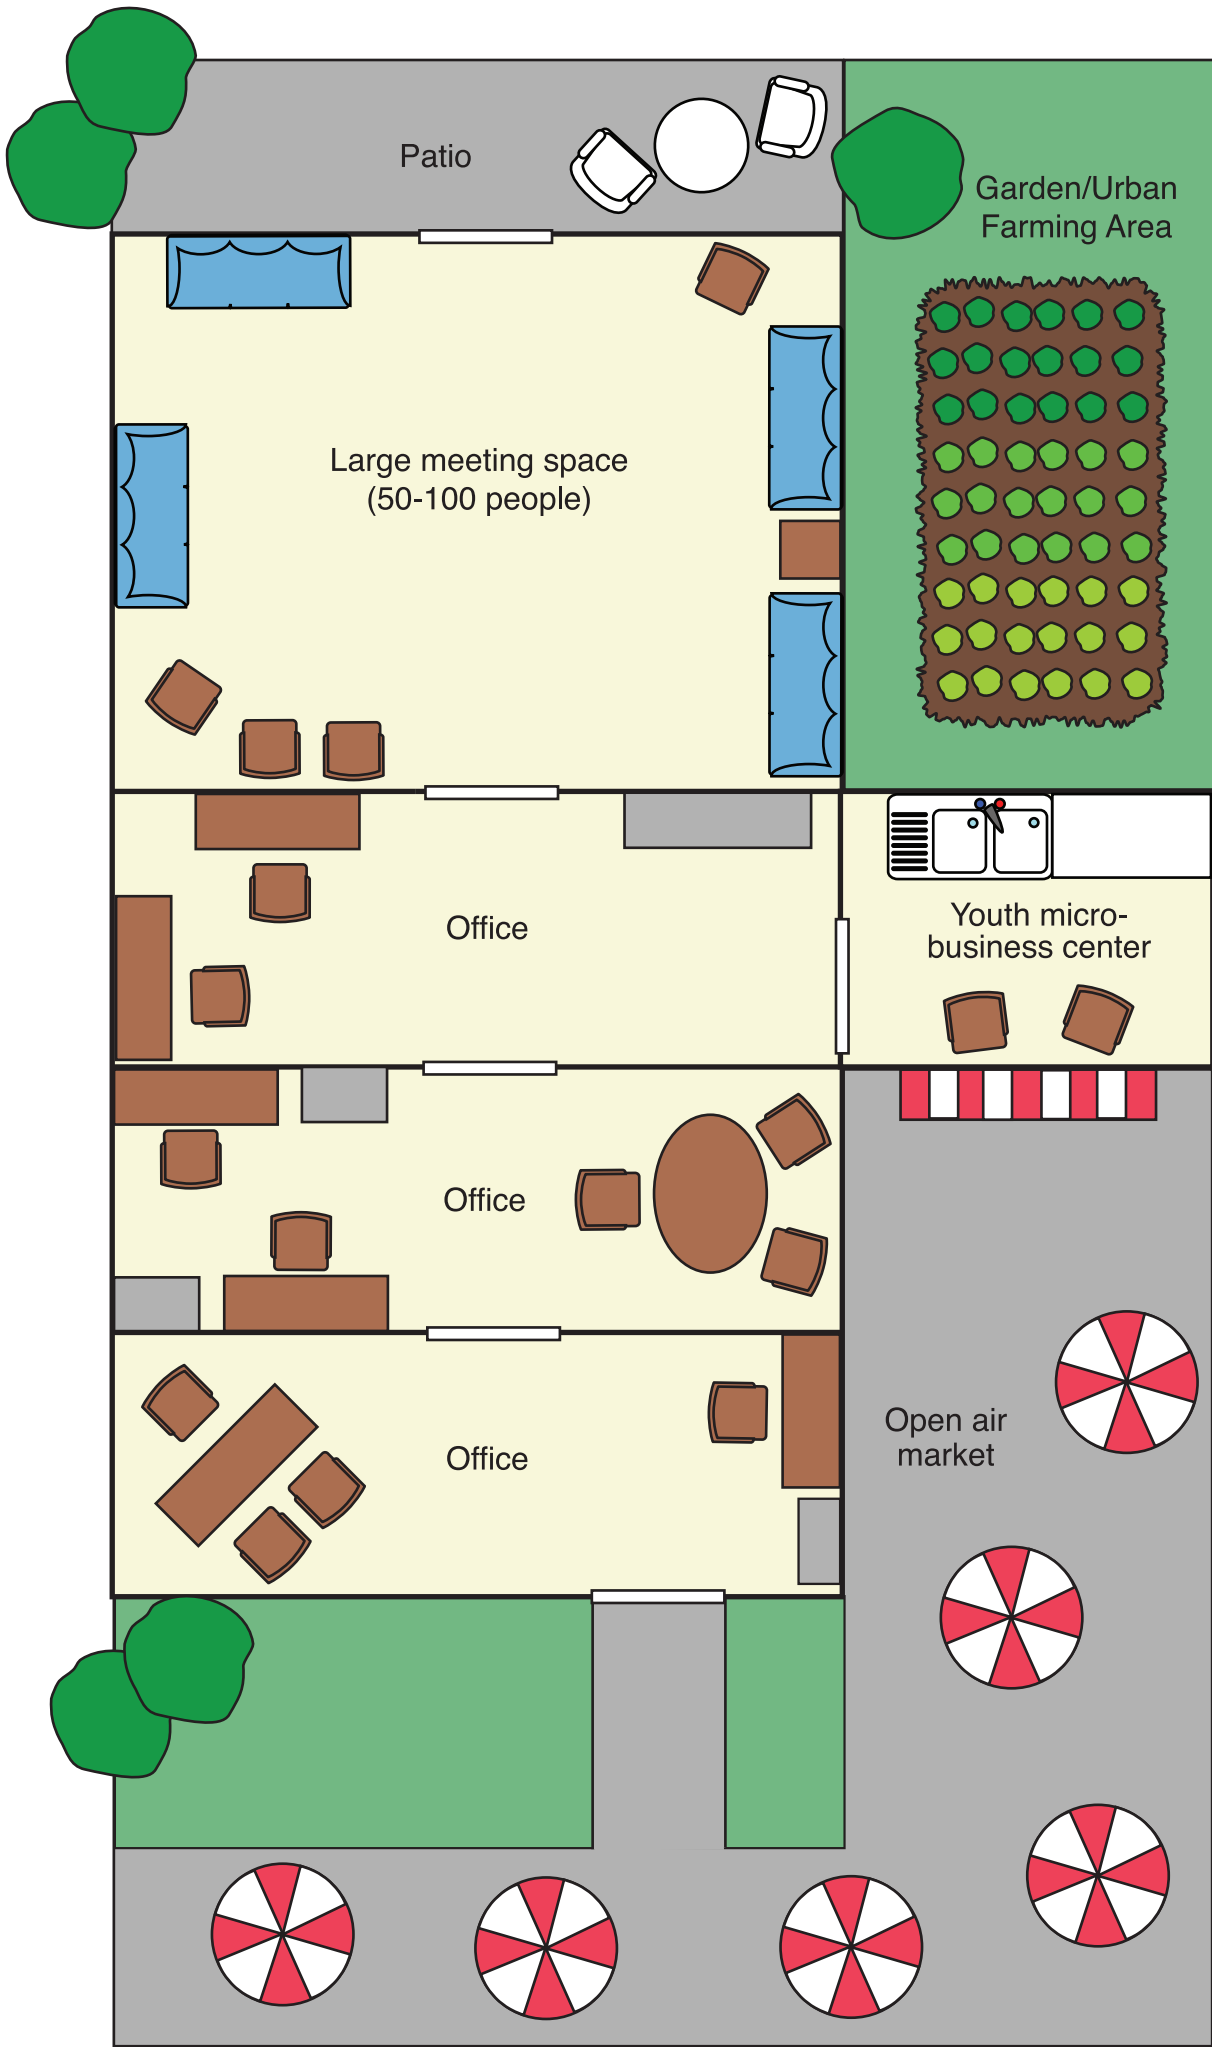 Patio
Garden/Urban
Farming Area
Large meeting space
(50-100 people)
Office
Youth micro-
business center
Office
Open air
market
Office